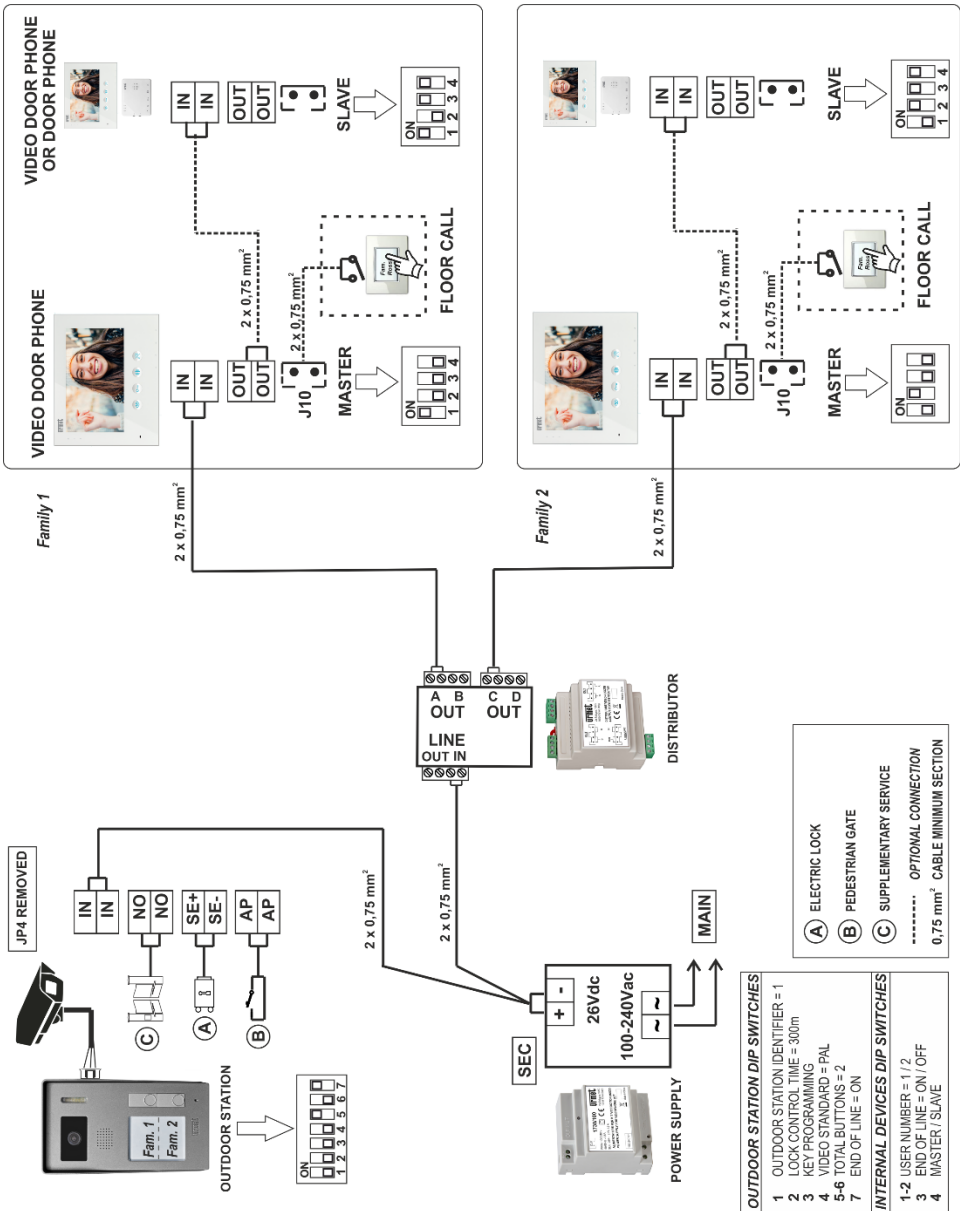 VIDEO DOOR PHONE
VIDEO DOOR PHONE
OR DOOR PHONE
Family 1
2 x 0,75 mm²
IN
IN
OUT
OUT
J10
MASTER
ON
1 2 3 4
2 x 0,75 mm²
2 x 0,75 mm²
Fam.
Rossi
FLOOR CALL
IN
IN
OUT
OUT
SLAVE
ON
1 2 3 4
Family 2
2 x 0,75 mm²
IN
IN
OUT
OUT
J10
MASTER
ON
2 x 0,75 mm²
2 x 0,75 mm²
Fam.
Rossi
FLOOR CALL
IN
IN
OUT
OUT
SLAVE
ON
1 2 3 4
A B
OUT
C D
OUT
LINE
OUT IN
urmet
DISTRIBUTOR
JP4 REMOVED
Fam. 1
Fam. 2
OUTDOOR STATION
ON
1 2 3 4 5 6 7
IN
IN
NO
NO
SE+
SE-
AP
AP
C
A
B
2 x 0,75 mm²
2 x 0,75 mm²
SEC
+ -
26Vdc
100-240Vac
~ ~
MAIN
urmet
POWER SUPPLY
OUTDOOR STATION DIP SWITCHES
1 OUTDOOR STATION IDENTIFIER = 1
2 LOCK CONTROL TIME = 300m
3 KEY PROGRAMMING
4 VIDEO STANDARD = PAL
5-6 TOTAL BUTTONS = 2
7 END OF LINE = ON
INTERNAL DEVICES DIP SWITCHES
1-2 USER NUMBER = 1 / 2
3 END OF LINE = ON / OFF
4 MASTER / SLAVE
A ELECTRIC LOCK
B PEDESTRIAN GATE
C SUPPLEMENTARY SERVICE
-------- OPTIONAL CONNECTION
0,75 mm² CABLE MINIMUM SECTION